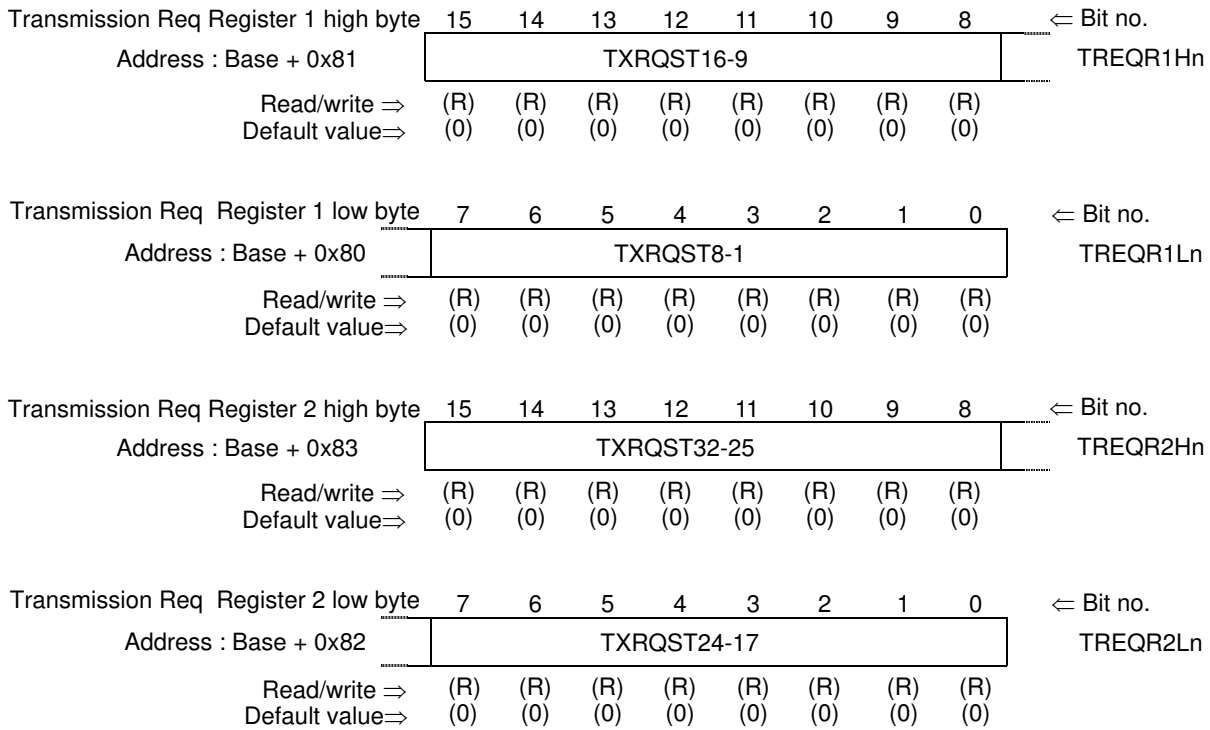 Transmission Req Register 1 high byte 15 14 13 12 11 10 9 8 ⇐ Bit no.
Address : Base + 0x81 TXRQST16-9 TREQR1Hn
Read/write ⇒ (R) (R) (R) (R) (R) (R) (R) (R)
Default value⇒ (0) (0) (0) (0) (0) (0) (0) (0)
Transmission Req Register 1 low byte 7 6 5 4 3 2 1 0 ⇐ Bit no.
Address : Base + 0x80 TXRQST8-1 TREQR1Ln
Read/write ⇒ (R) (R) (R) (R) (R) (R) (R) (R)
Default value⇒ (0) (0) (0) (0) (0) (0) (0) (0)
Transmission Req Register 2 high byte 15 14 13 12 11 10 9 8 ⇐ Bit no.
Address : Base + 0x83 TXRQST32-25 TREQR2Hn
Read/write ⇒ (R) (R) (R) (R) (R) (R) (R) (R)
Default value⇒ (0) (0) (0) (0) (0) (0) (0) (0)
Transmission Req Register 2 low byte 7 6 5 4 3 2 1 0 ⇐ Bit no.
Address : Base + 0x82 TXRQST24-17 TREQR2Ln
Read/write ⇒ (R) (R) (R) (R) (R) (R) (R) (R)
Default value⇒ (0) (0) (0) (0) (0) (0) (0) (0)